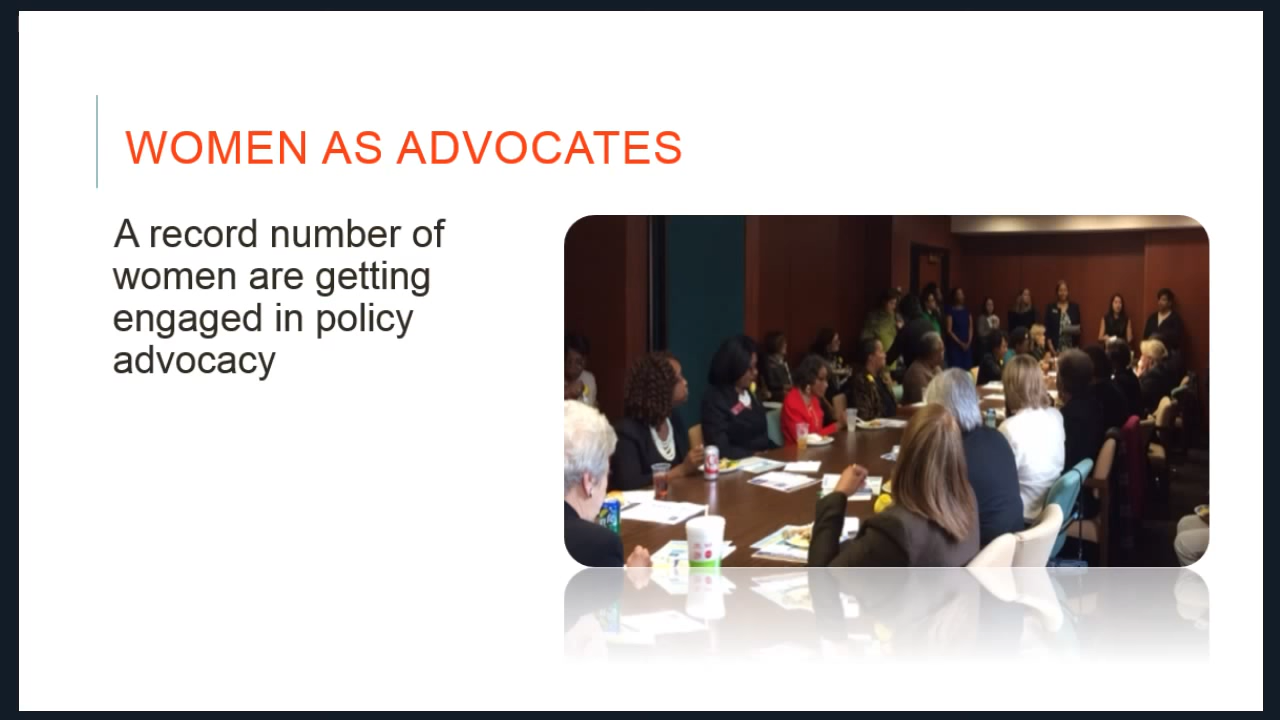 WOMEN AS ADVOCATES
A record number of
women are getting
engaged in policy
advocacy